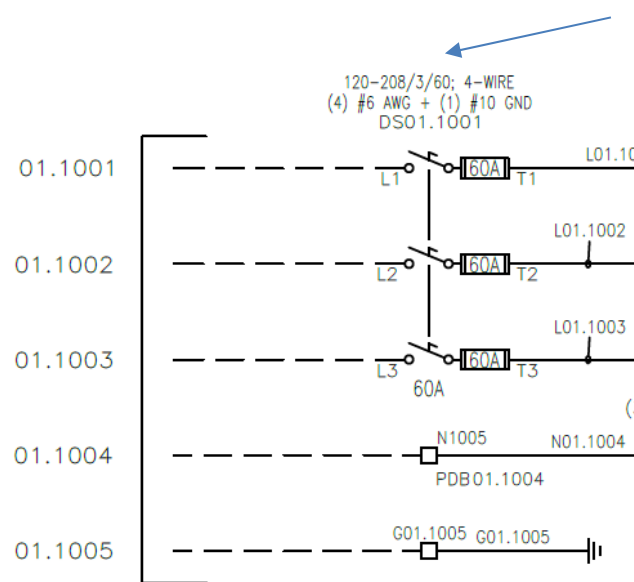 120-208/3/60; 4-WIRE
(4) #6 AWG + (1) #10 GND
DS01.1001
01.1001
L1
60A
T1
01.1002
L2
60A
T2
L01.1002
01.1003
L3
60A
T3
L01.1003
60A
01.1004
N1005
N01.1004
PDB01.1004
01.1005
G01.1005
G01.1005